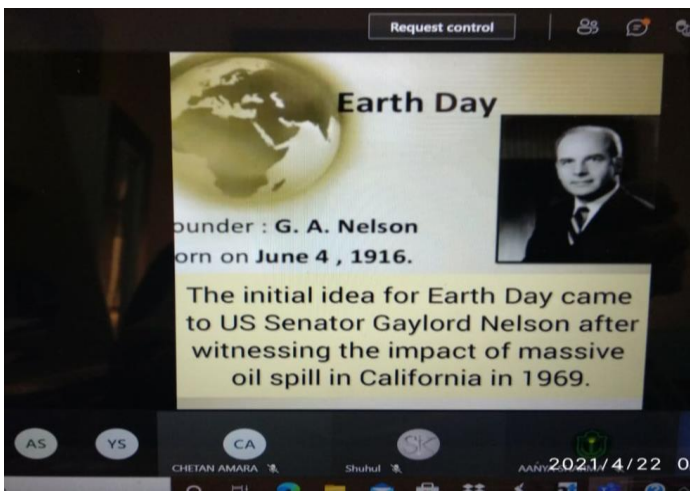 Request control
Earth Day
ounder : G. A. Nelson
orn on June 4 , 1916.
The initial idea for Earth Day came
to US Senator Gaylord Nelson after
witnessing the impact of massive
oil spill in California in 1969.
AS
YS
CA
SK
CHETAN AMARA
Shuhul
2021/4/22 0